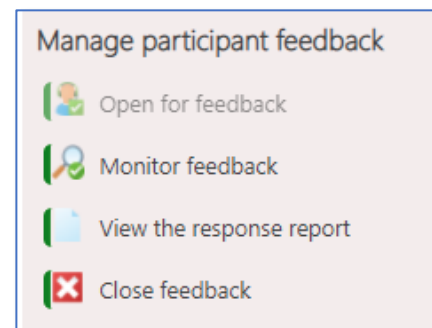 Manage participant feedback
Open for feedback
Monitor feedback
View the response report
Close feedback